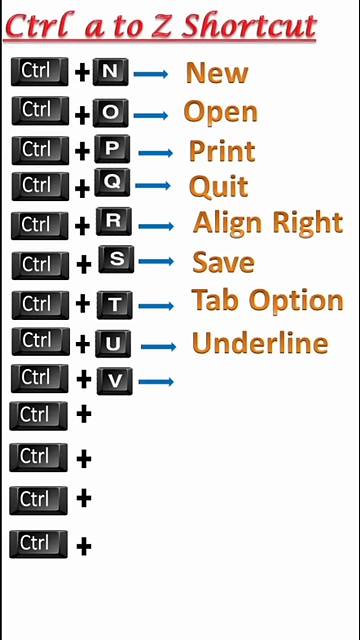 Ctrl a to Z Shortcut
Ctrl + N New
Ctrl + O Open
Ctrl + P Print
Ctrl + Q Quit
Ctrl + R Align Right
Ctrl + S Save
Ctrl + T Tab Option
Ctrl + U Underline
Ctrl + V
Ctrl +
Ctrl +
Ctrl +
Ctrl +